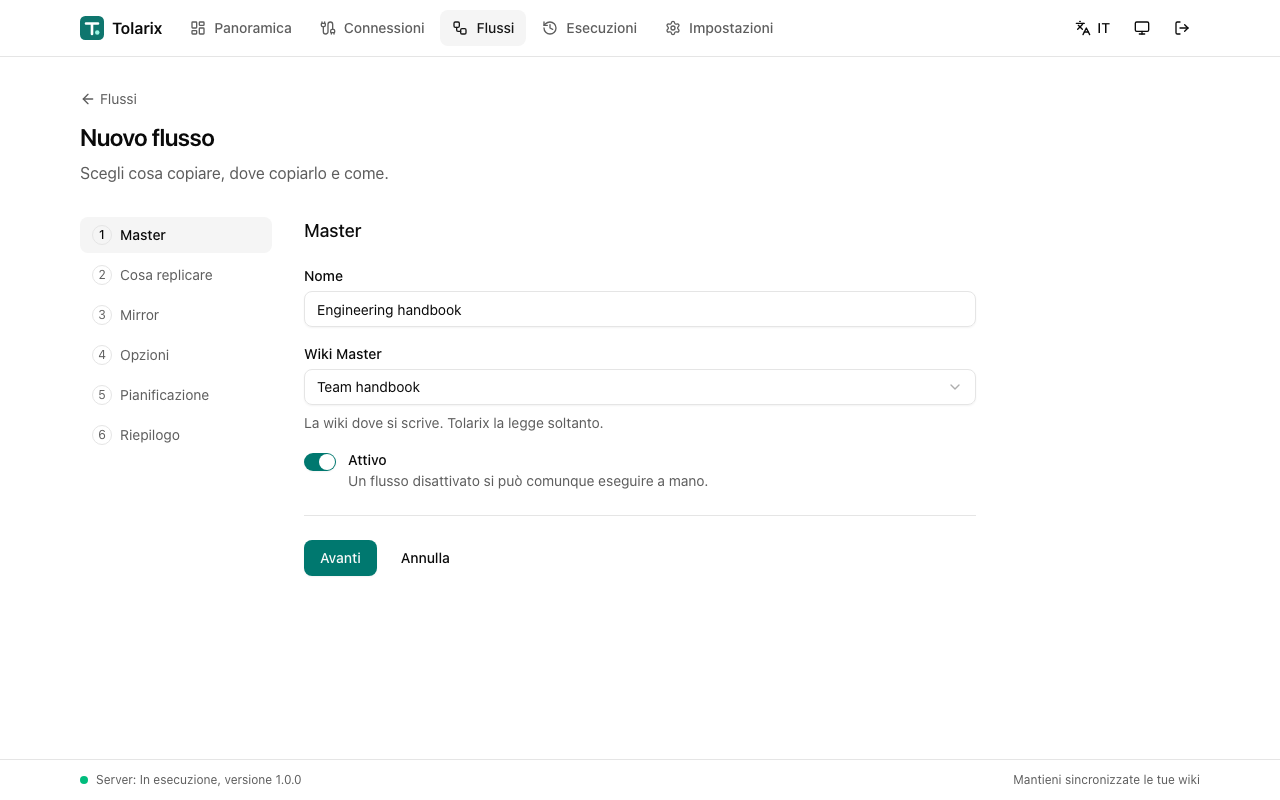 Tolarix
Panoramica
Connessioni
Flussi
Esecuzioni
Impostazioni
IT
Flussi
Nuovo flusso
Scegli cosa copiare, dove copiarlo e come.
1 Master
2 Cosa replicare
3 Mirror
4 Opzioni
5 Pianificazione
6 Riepilogo
Master
Nome
Engineering handbook
Wiki Master
Team handbook
La wiki dove si scrive. Tolarix la legge soltanto.
Attivo
Un flusso disattivato si può comunque eseguire a mano.
Avanti
Annulla
Server: In esecuzione, versione 1.0.0
Mantieni sincronizzate le tue wiki